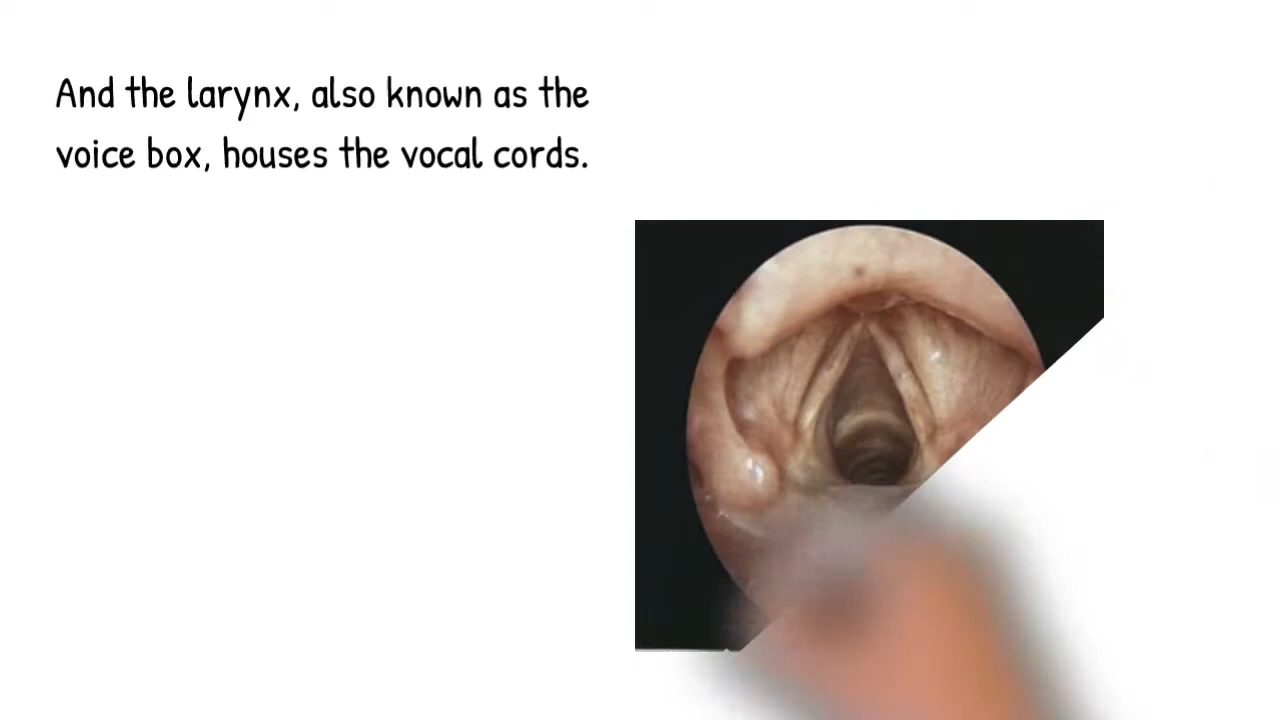 And the larynx, also known as the
voice box, houses the vocal cords.